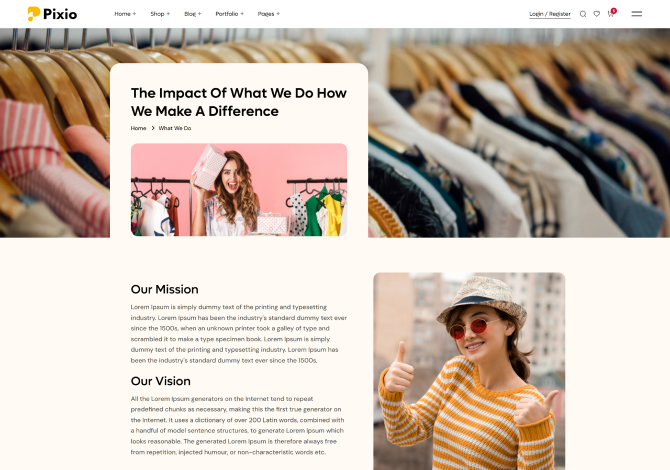 Pixio
Home + Shop + Blog + Portfolio + Pages +
Login / Register
5
The Impact Of What We Do How
We Make A Difference
Home > What We Do
Our Mission
Lorem Ipsum is simply dummy text of the printing and typesetting
industry. Lorem Ipsum has been the industry's standard dummy text ever
since the 1500s, when an unknown printer took a galley of type and
scrambled it to make a type specimen book. Lorem Ipsum is simply
dummy text of the printing and typesetting industry. Lorem Ipsum has
been the industry's standard dummy text ever since the 1500s,
Our Vision
All the Lorem Ipsum generators on the Internet tend to repeat
predefined chunks as necessary, making this the first true generator on
the Internet. It uses a dictionary of over 200 Latin words, combined with
a handful of model sentence structures, to generate Lorem Ipsum which
looks reasonable. The generated Lorem Ipsum is therefore always free
from repetition, injected humour, or non-characteristic words etc.